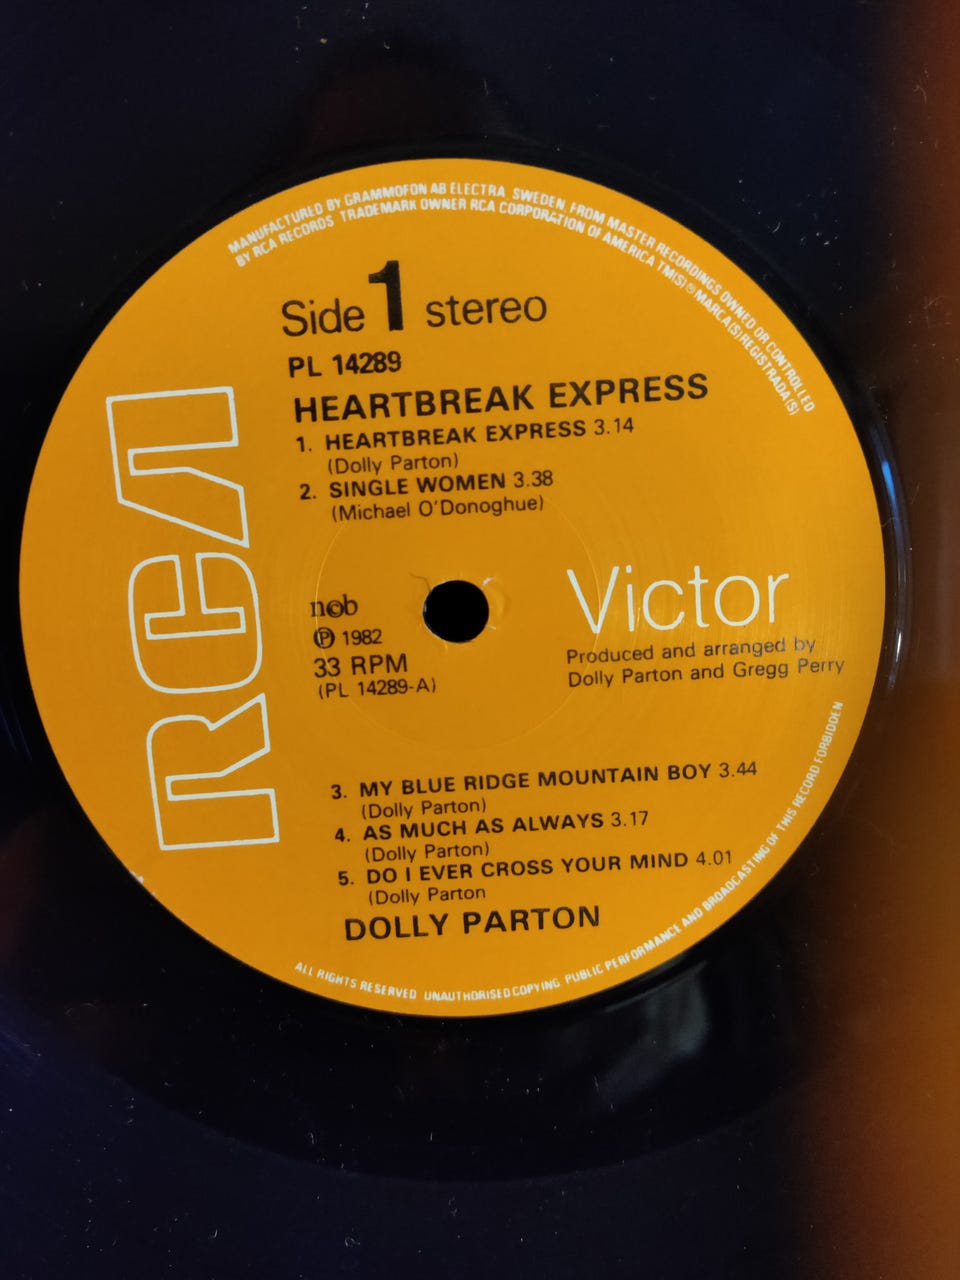 MANUFACTURED BY GRAMMOFON AB ELECTRA, SWEDEN, FROM MASTER RECORDINGS OWNED OR CONTROLLED
BY RCA RECORDS TRADEMARK OWNER RCA CORPORATION OF AMERICA TM(S) ® MARCA(S) REGISTRADA(S)
Side 1 stereo
PL 14289
HEARTBREAK EXPRESS
1. HEARTBREAK EXPRESS 3.14
(Dolly Parton)
2. SINGLE WOMEN 3.38
(Michael O'Donoghue)
RCA
Victor
n©b
℗ 1982
33 RPM
(PL 14289-A)
Produced and arranged by
Dolly Parton and Gregg Perry
3. MY BLUE RIDGE MOUNTAIN BOY 3.44
(Dolly Parton)
4. AS MUCH AS ALWAYS 3.17
(Dolly Parton)
5. DO I EVER CROSS YOUR MIND 4.01
(Dolly Parton
DOLLY PARTON
ALL RIGHTS RESERVED UNAUTHORISED COPYING, PUBLIC PERFORMANCE AND BROADCASTING OF THIS RECORD FORBIDDEN